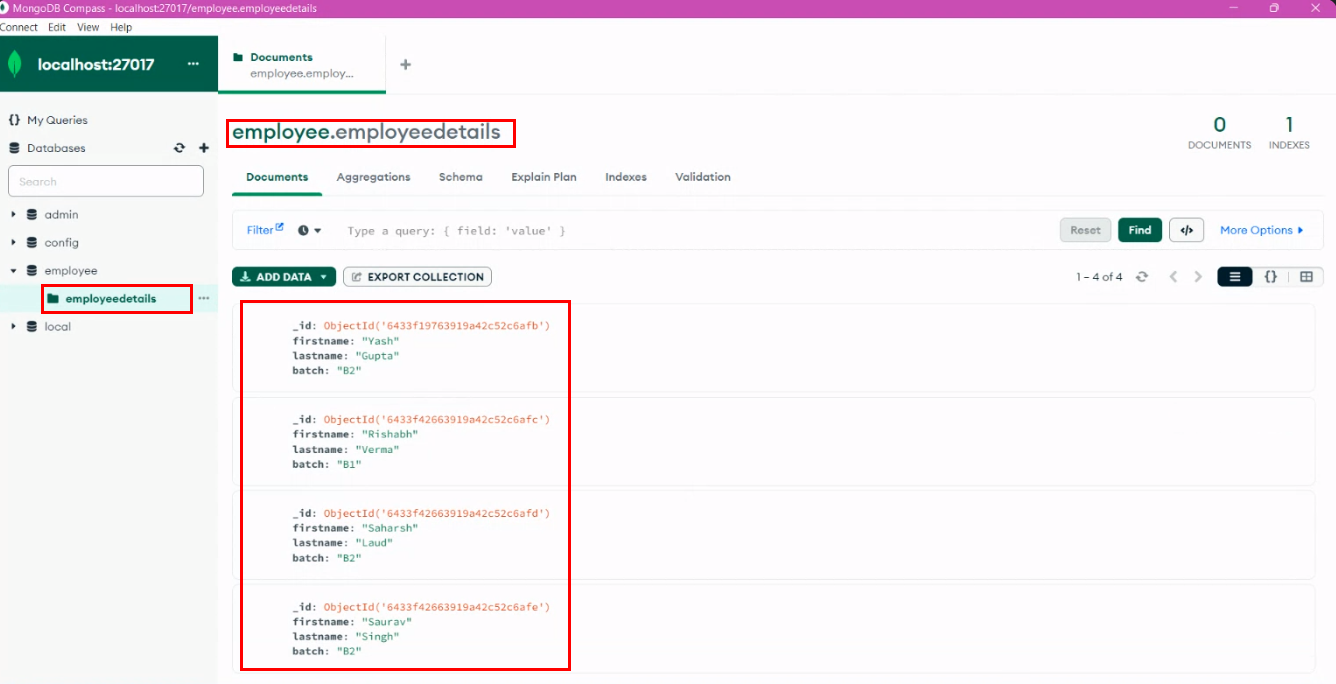 MongoDB Compass - localhost:27017/employee.employeedetails
Connect Edit View Help
localhost:27017 ...
Documents
employee.employ...
+
{} My Queries
Databases
Search
admin
config
employee
employeedetails ...
local
employee.employeedetails
0
DOCUMENTS
1
INDEXES
Documents Aggregations Schema Explain Plan Indexes Validation
Filter Type a query: { field: 'value' } Reset Find </> More Options
ADD DATA EXPORT COLLECTION 1 – 4 of 4 {}
_id: ObjectId('6433f19763919a42c52c6afb')
firstname: "Yash"
lastname: "Gupta"
batch: "B2"
_id: ObjectId('6433f42663919a42c52c6afc')
firstname: "Rishabh"
lastname: "Verma"
batch: "B1"
_id: ObjectId('6433f42663919a42c52c6afd')
firstname: "Saharsh"
lastname: "Laud"
batch: "B2"
_id: ObjectId('6433f42663919a42c52c6afe')
firstname: "Saurav"
lastname: "Singh"
batch: "B2"